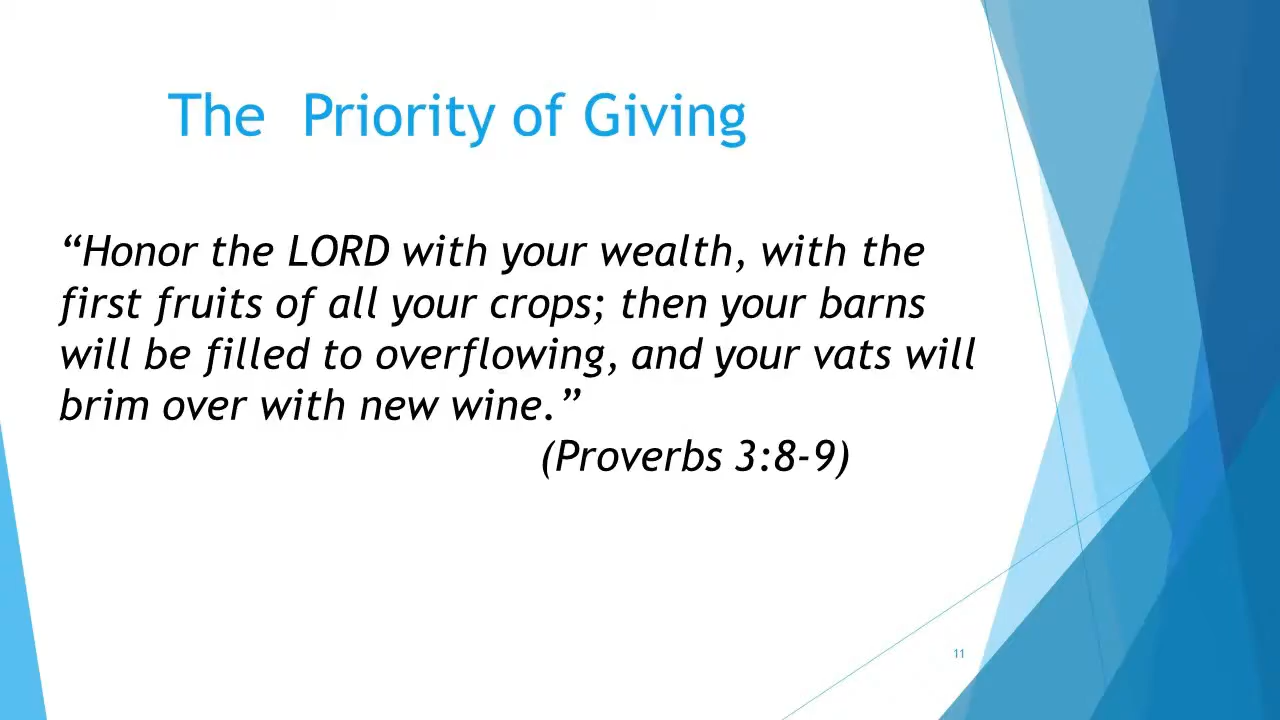 The  Priority of Giving
“Honor the LORD with your wealth, with the
first fruits of all your crops; then your barns
will be filled to overflowing, and your vats will
brim over with new wine.”
(Proverbs 3:8-9)
11